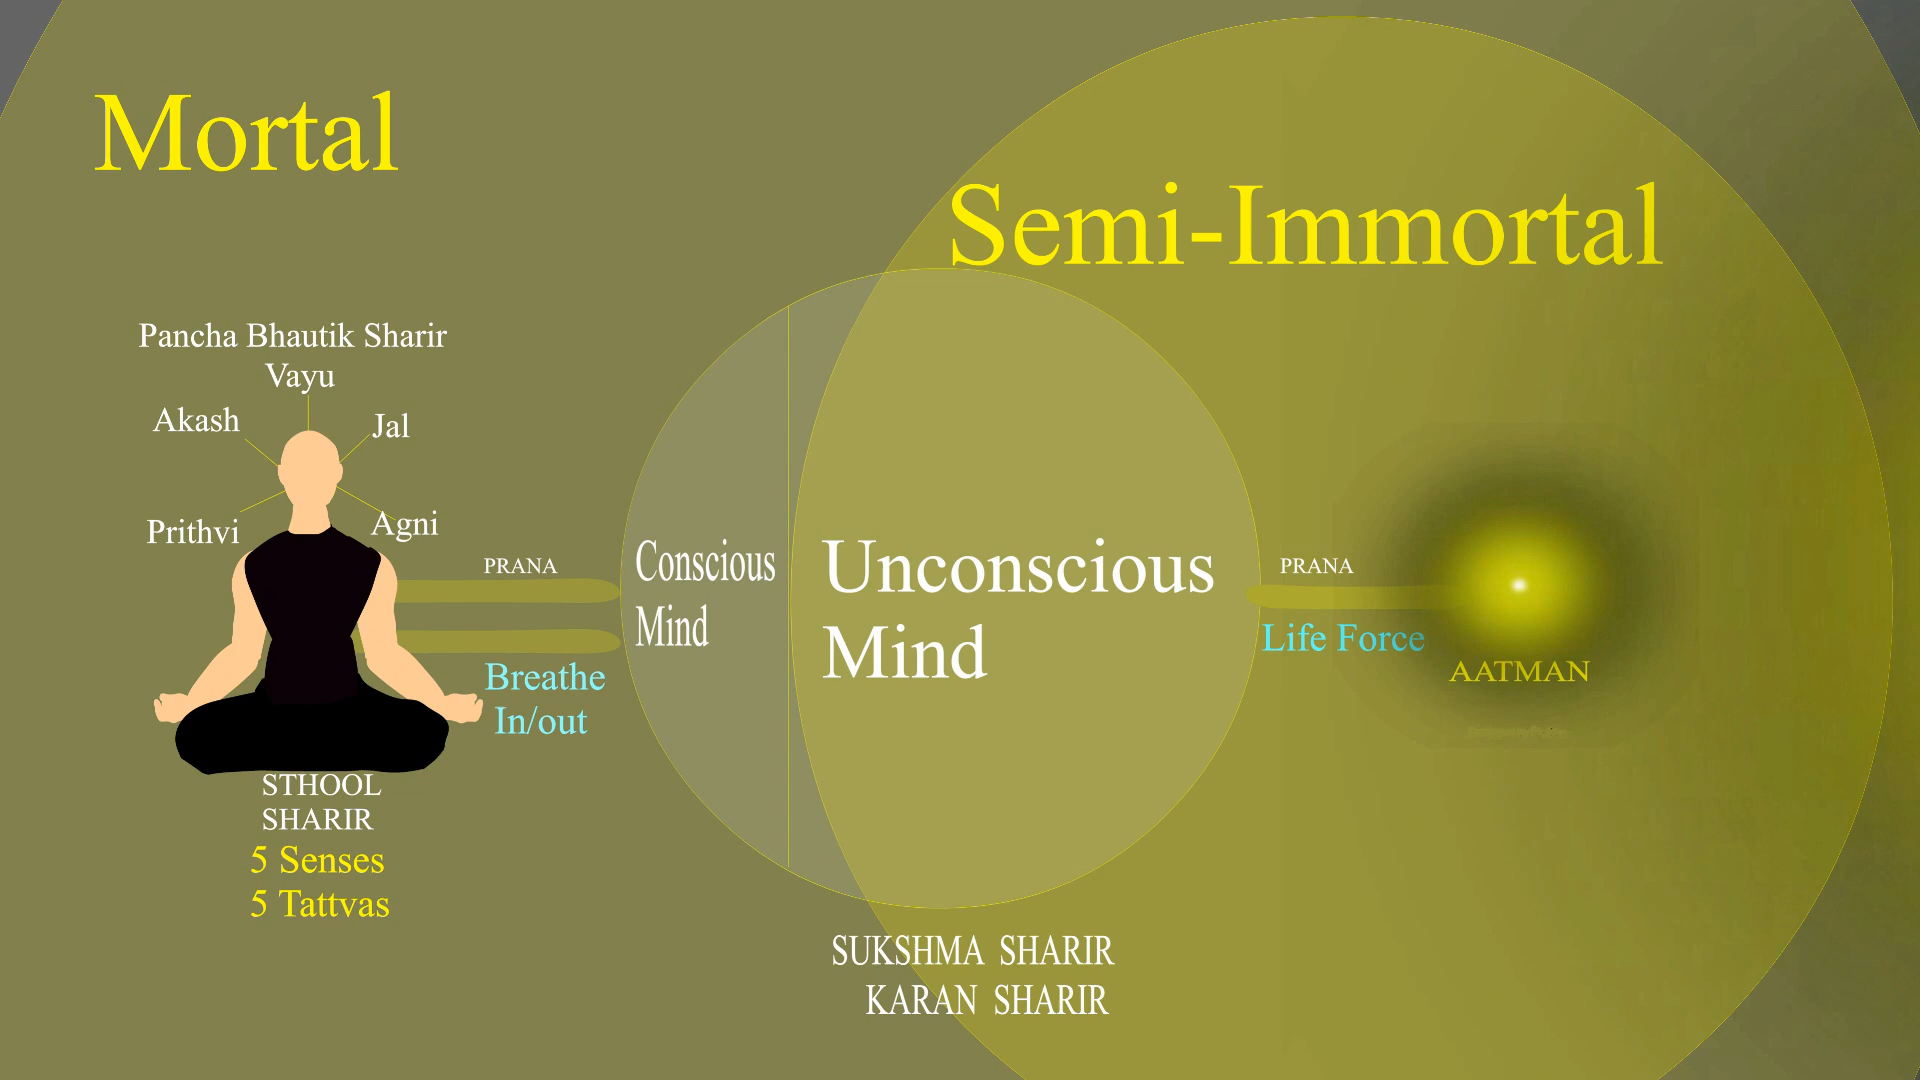 Mortal
Semi-Immortal
Pancha Bhautik Sharir
Vayu
Akash
Jal
Prithvi
Agni
PRANA
Breathe
In/out
STHOOL
SHARIR
5 Senses
5 Tattvas
Conscious
Mind
Unconscious
Mind
PRANA
Life Force
AATMAN
SUKSHMA SHARIR
KARAN SHARIR